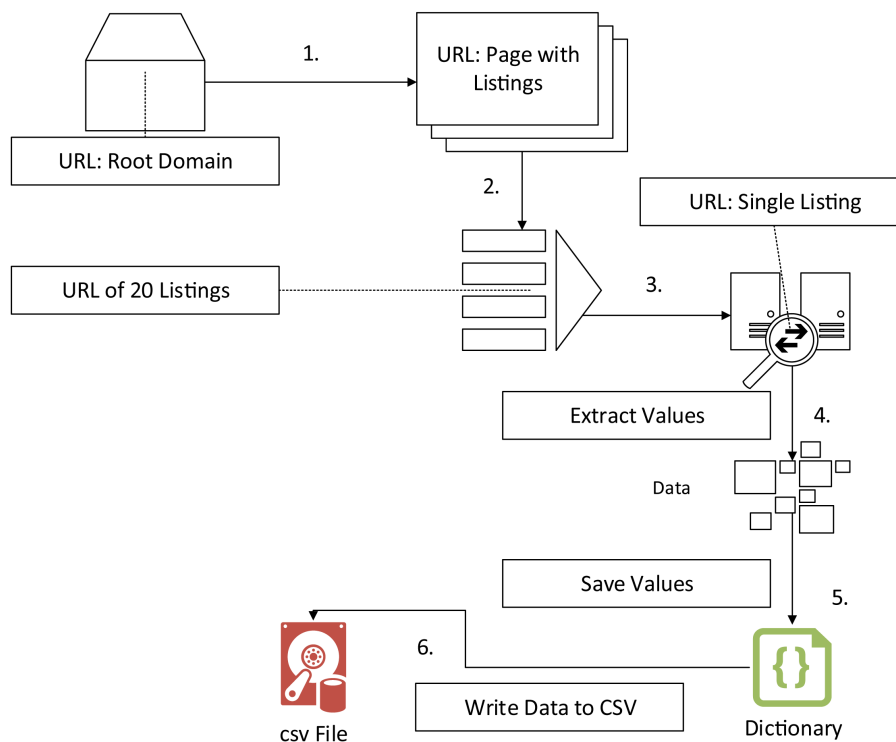 1.
URL: Page with
Listings
URL: Root Domain
2.
URL: Single Listing
URL of 20 Listings
3.
Extract Values
4.
Data
Save Values
5.
6.
Write Data to CSV
csv File
Dictionary